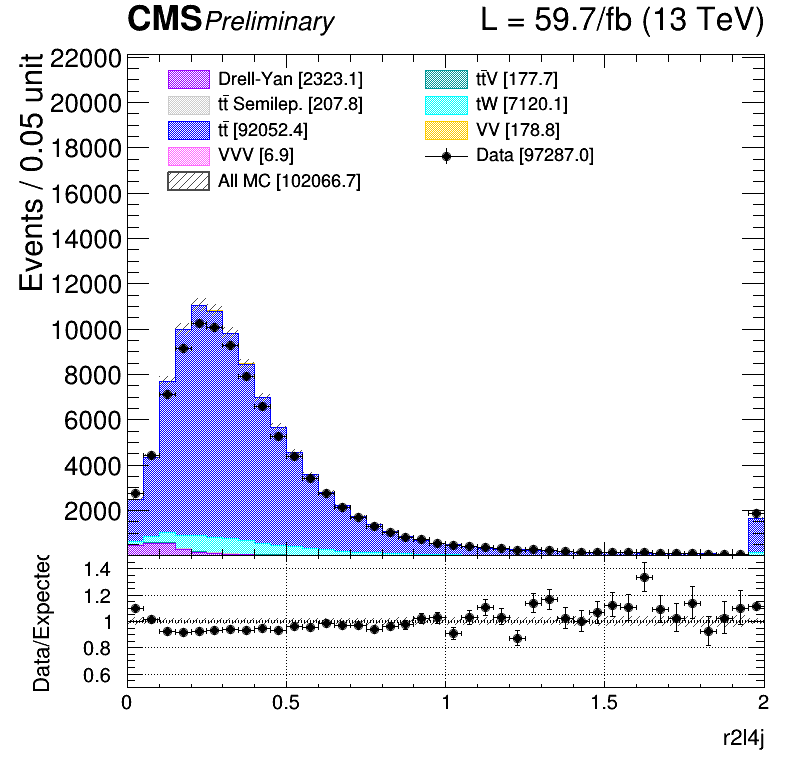 CMS Preliminary L = 59.7/fb (13 TeV)
Events / 0.05 unit
22000
20000
18000
16000
14000
12000
10000
8000
6000
4000
2000
Drell-Yan [2323.1]
tt̄ Semilep. [207.8]
tt̄ [92052.4]
VVV [6.9]
All MC [102066.7]
tt̄V [177.7]
tW [7120.1]
VV [178.8]
Data [97287.0]
Data/Expected
1.4
1.2
1
0.8
0.6
0 0.5 1 1.5 2
r2l4j